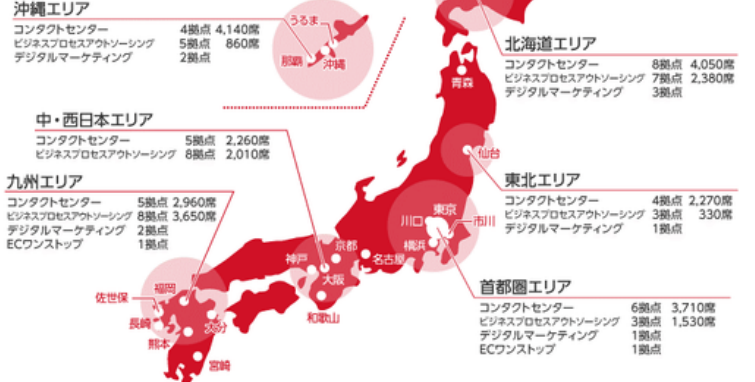 沖縄エリア
コンタクトセンター 4拠点 4,140席
ビジネスプロセスアウトソーシング 5拠点 860席
デジタルマーケティング 2拠点
うるま
那覇
沖縄
北海道エリア
コンタクトセンター 8拠点 4,050席
ビジネスプロセスアウトソーシング 7拠点 2,380席
デジタルマーケティング 3拠点
青森
中・西日本エリア
コンタクトセンター 5拠点 2,260席
ビジネスプロセスアウトソーシング 8拠点 2,010席
仙台
九州エリア
コンタクトセンター 5拠点 2,960席
ビジネスプロセスアウトソーシング 8拠点 3,650席
デジタルマーケティング 2拠点
ECワンストップ 1拠点
東北エリア
コンタクトセンター 4拠点 2,270席
ビジネスプロセスアウトソーシング 3拠点 330席
デジタルマーケティング 1拠点
東京
川口
市川
横浜
京都
神戸
名古屋
大阪
和歌山
福岡
佐世保
長崎
大分
熊本
宮崎
首都圏エリア
コンタクトセンター 6拠点 3,710席
ビジネスプロセスアウトソーシング 3拠点 1,530席
デジタルマーケティング 1拠点
ECワンストップ 1拠点